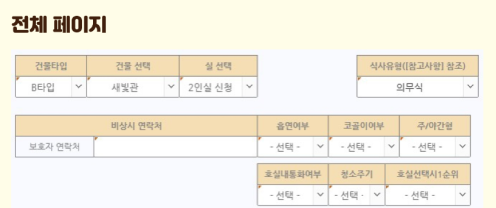 전체 페이지
건물타입 건물 선택 실 선택 식사유형([참고사항] 참조)
B타입 새빛관 2인실 신청 의무식
비상시 연락처 흡연여부 코골이여부 주/야간형
보호자 연락처 - 선택 - - 선택 - - 선택 -
호실내통화여부 청소주기 호실선택시1순위
- 선택 - - 선택 - - 선택 -